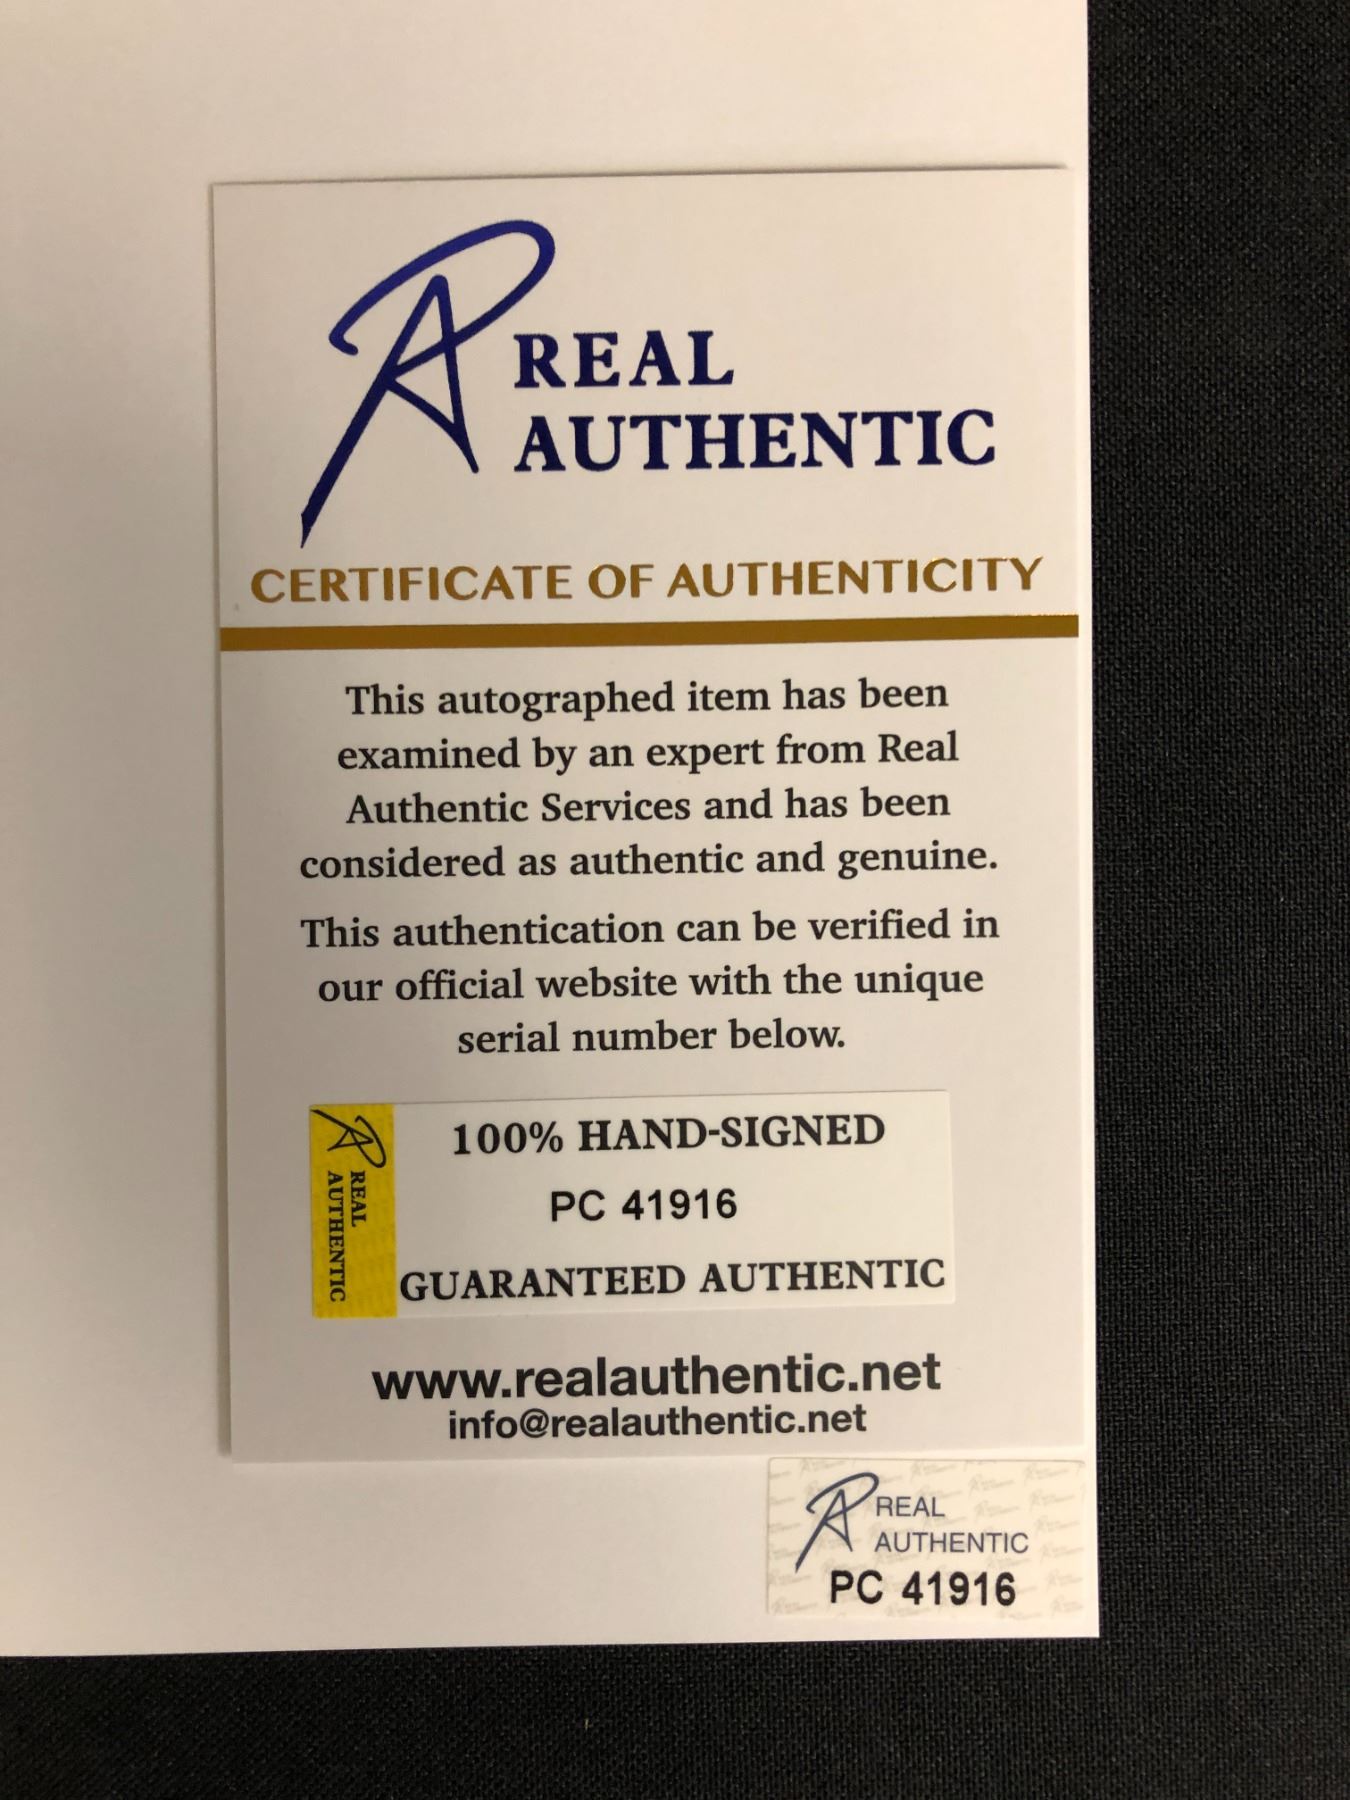 REAL
AUTHENTIC
CERTIFICATE OF AUTHENTICITY
This autographed item has been
examined by an expert from Real
Authentic Services and has been
considered as authentic and genuine.
This authentication can be verified in
our official website with the unique
serial number below.
REAL
AUTHENTIC
100% HAND-SIGNED
PC 41916
GUARANTEED AUTHENTIC
www.realauthentic.net
info@realauthentic.net
REAL
AUTHENTIC
PC 41916